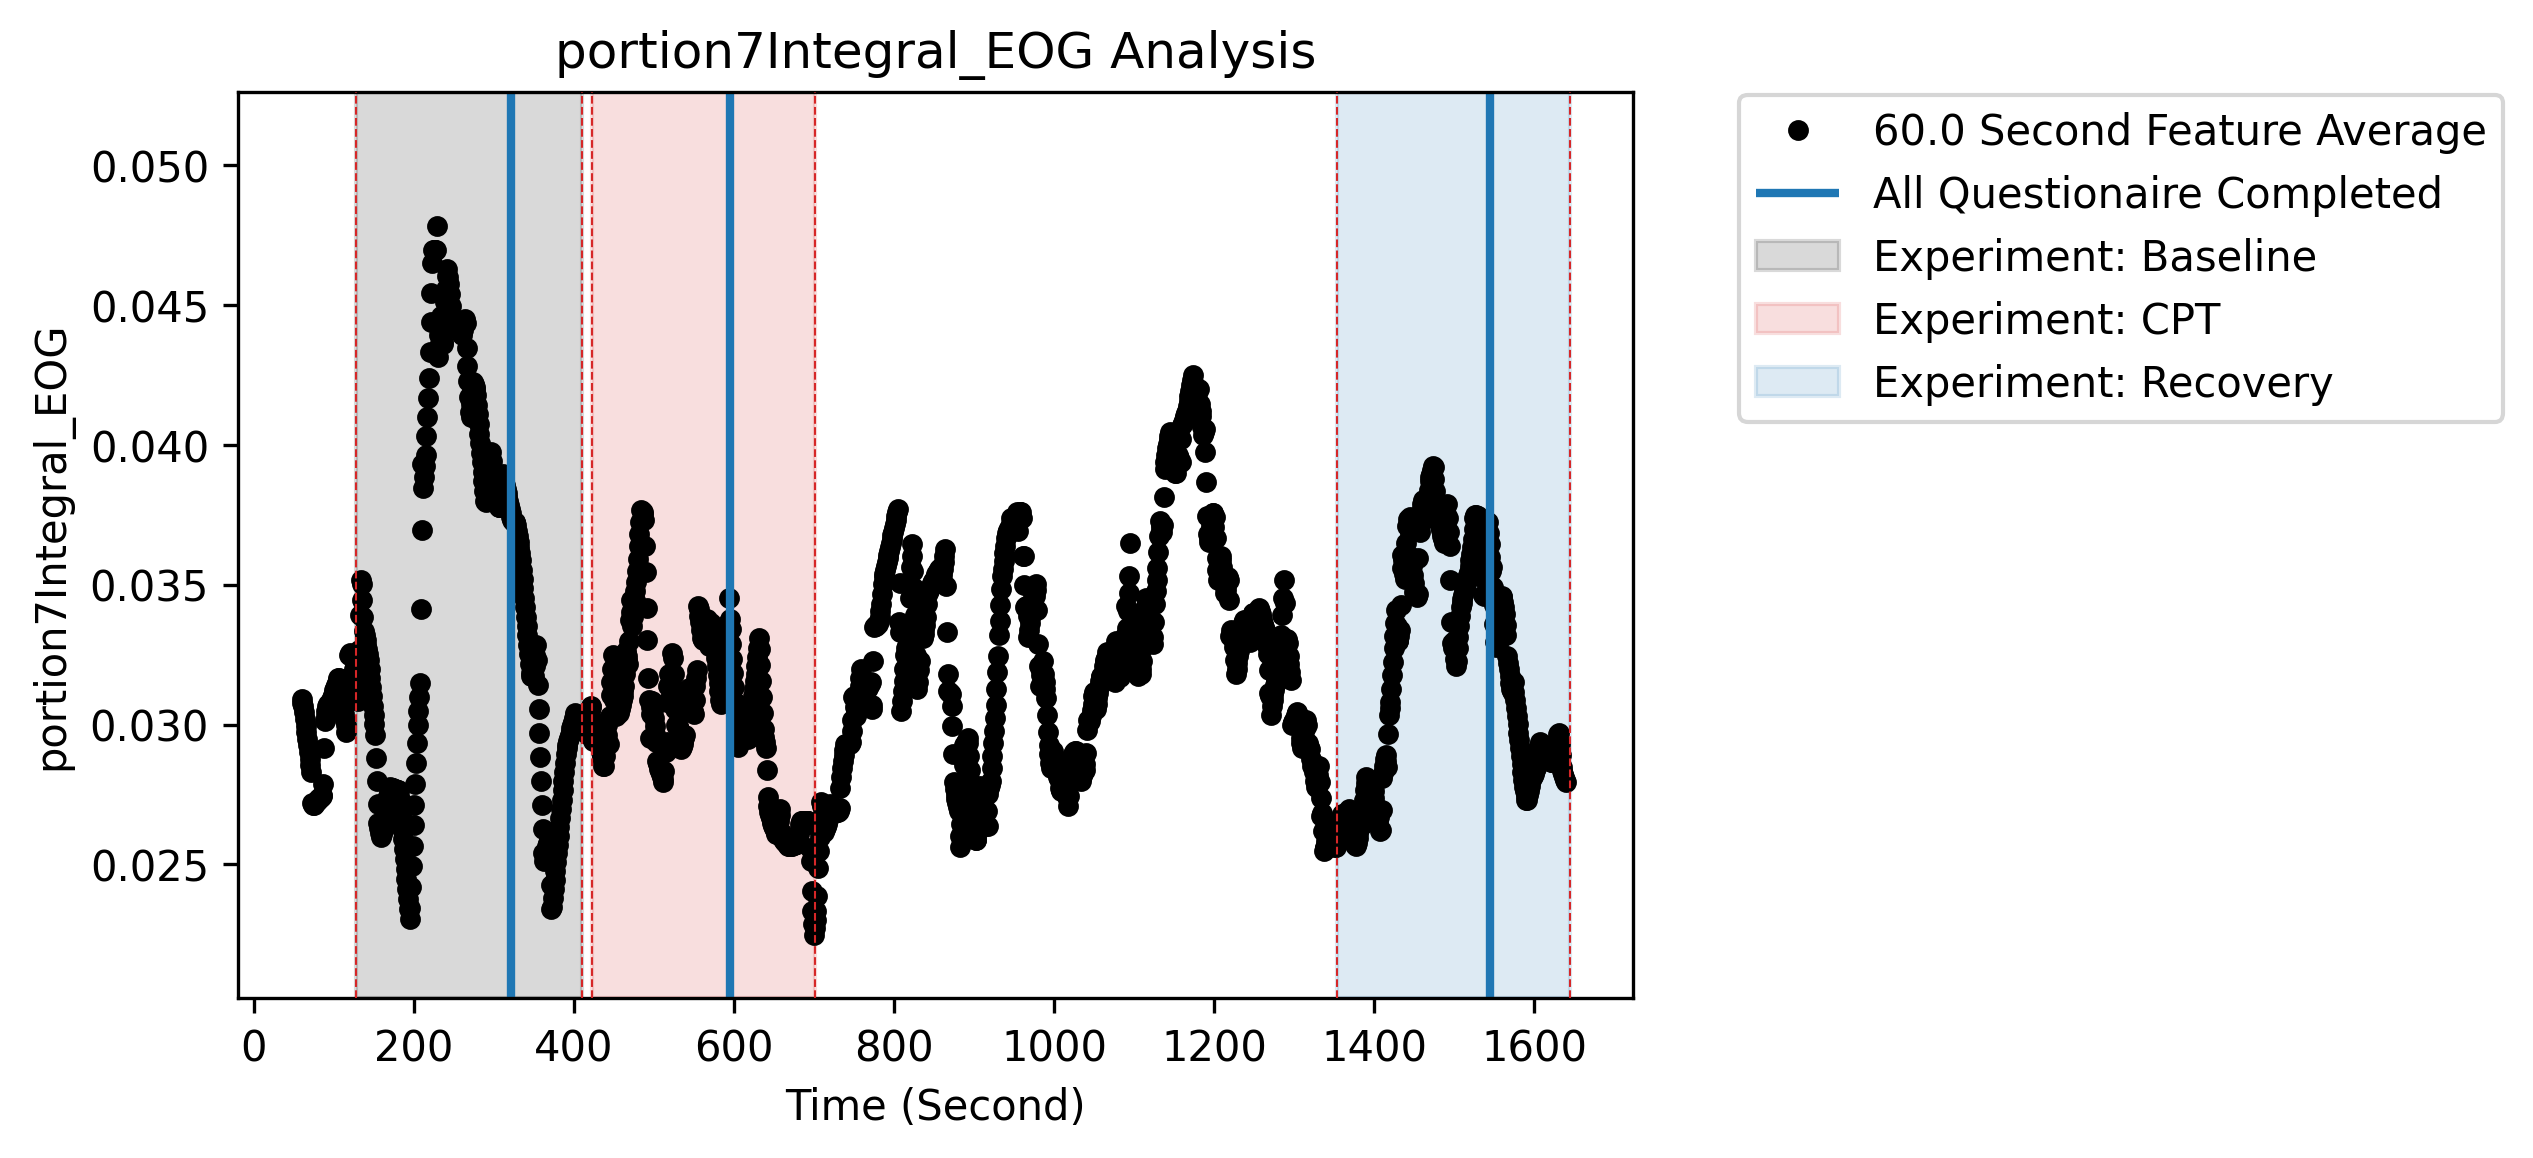 portion7Integral_EOG Analysis
portion7Integral_EOG
0.050
0.045
0.040
0.035
0.030
0.025
0 200 400 600 800 1000 1200 1400 1600
Time (Second)
60.0 Second Feature Average
All Questionaire Completed
Experiment: Baseline
Experiment: CPT
Experiment: Recovery